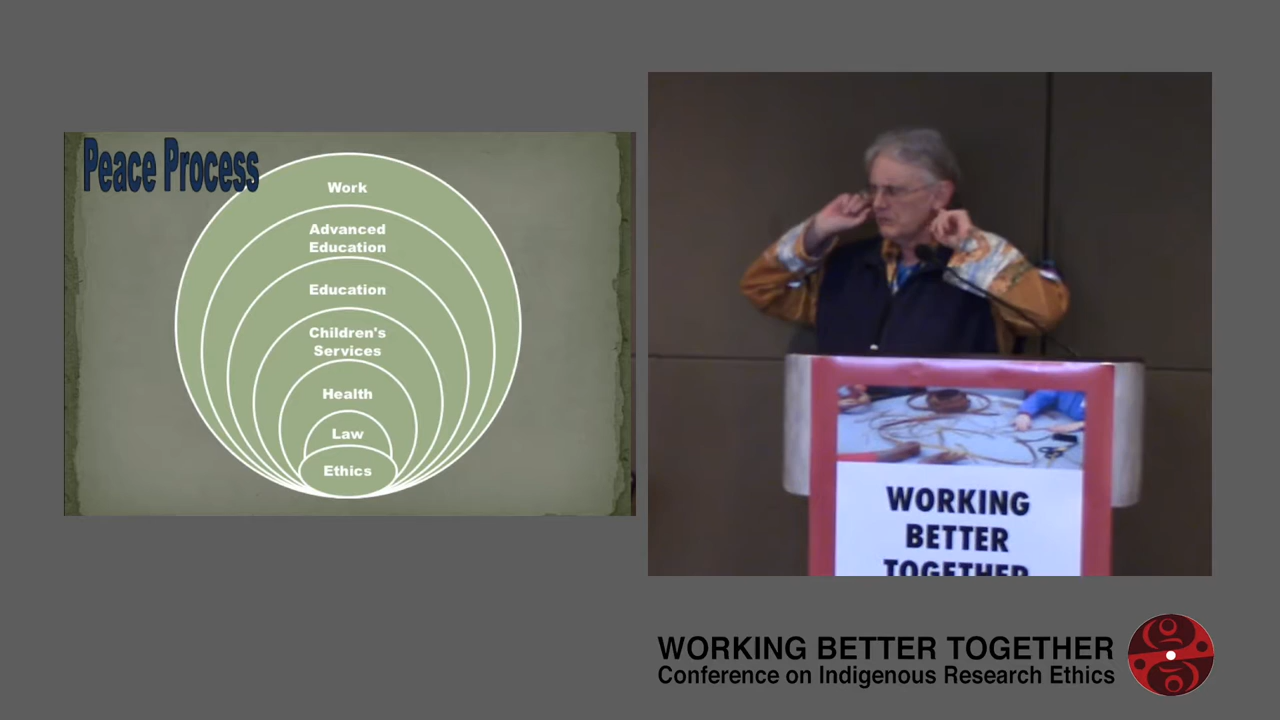 Peace Process
Work
Advanced
Education
Education
Children's
Services
Health
Law
Ethics
WORKING
BETTER
TOGETHER
WORKING BETTER TOGETHER
Conference on Indigenous Research Ethics